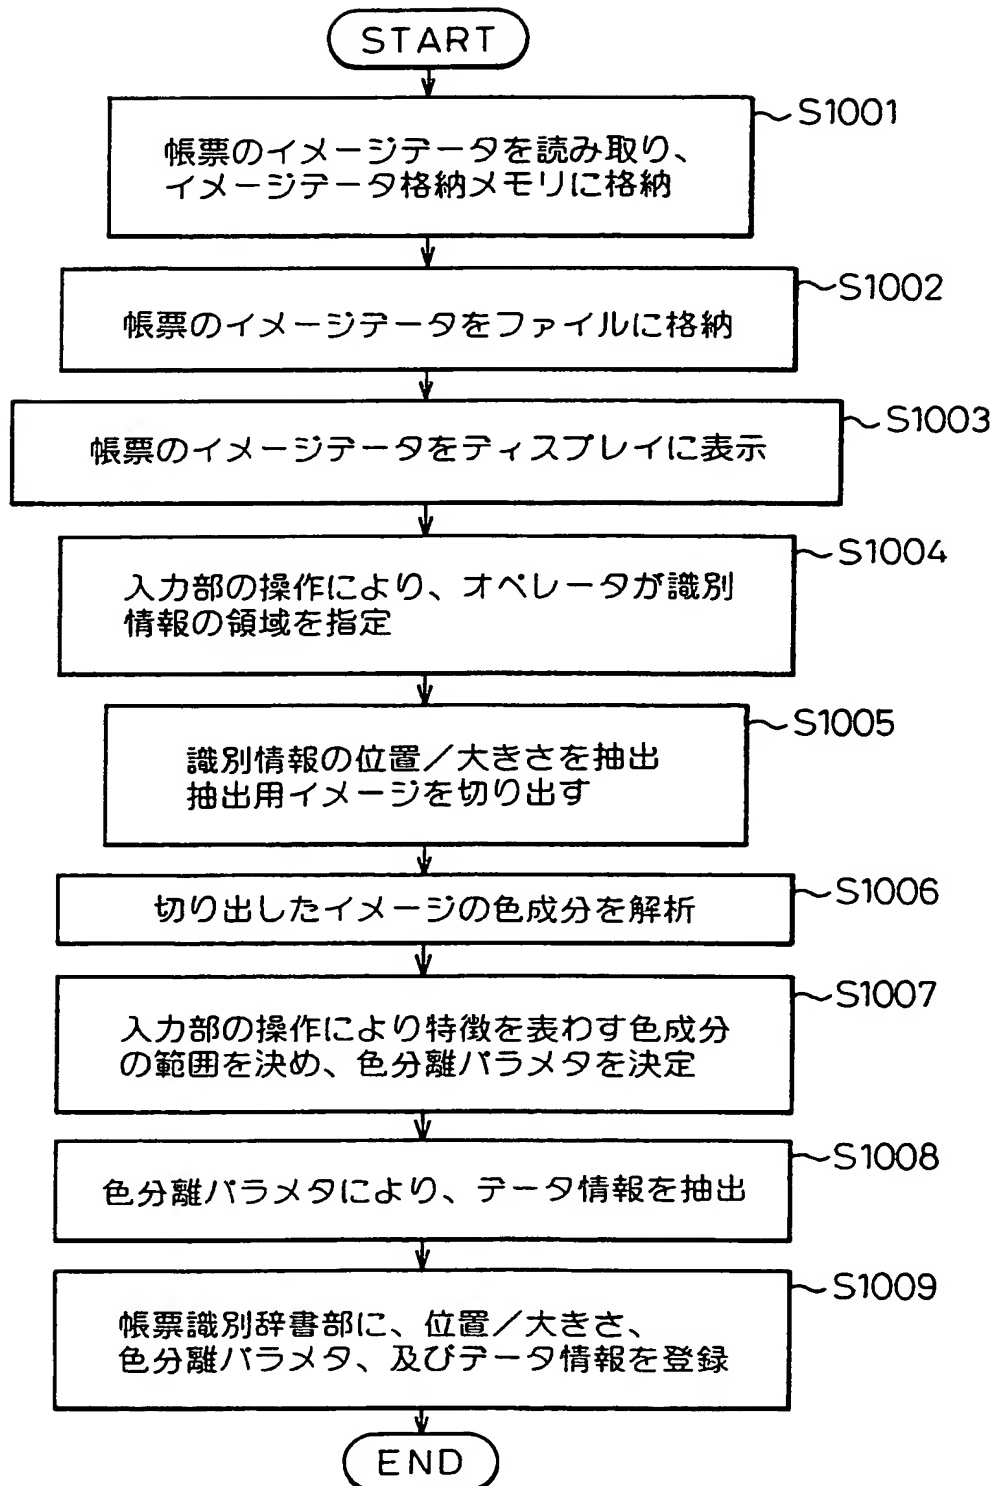 START
S1001
帳票のイメージデータを読み取り、
イメージデータ格納メモリに格納
S1002
帳票のイメージデータをファイルに格納
S1003
帳票のイメージデータをディスプレイに表示
S1004
入力部の操作により、オペレータが識別
情報の領域を指定
S1005
識別情報の位置／大きさを抽出
抽出用イメージを切り出す
S1006
切り出したイメージの色成分を解析
S1007
入力部の操作により特徴を表わす色成分
の範囲を決め、色分離パラメタを決定
S1008
色分離パラメタにより、データ情報を抽出
S1009
帳票識別辞書部に、位置／大きさ、
色分離パラメタ、及びデータ情報を登録
END